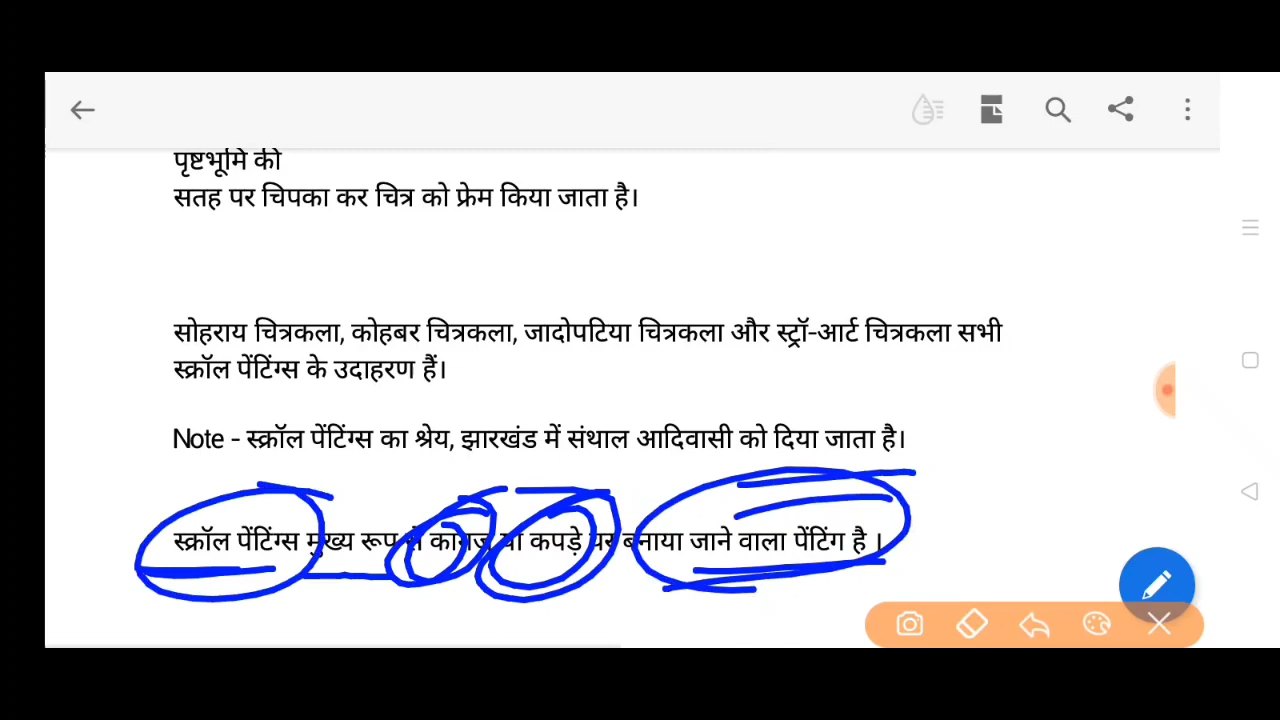 पृष्टभूमि की
सतह पर चिपका कर चित्र को फ्रेम किया जाता है।
सोहराय चित्रकला, कोहबर चित्रकला, जादोपटिया चित्रकला और स्ट्रॉ-आर्ट चित्रकला सभी
स्क्रॉल पेंटिंग्स के उदाहरण हैं।
Note - स्क्रॉल पेंटिंग्स का श्रेय, झारखंड में संथाल आदिवासी को दिया जाता है।
स्क्रॉल पेंटिंग्स मुख्य रूप से कागज या कपड़े पर बनाया जाने वाला पेंटिंग है ।